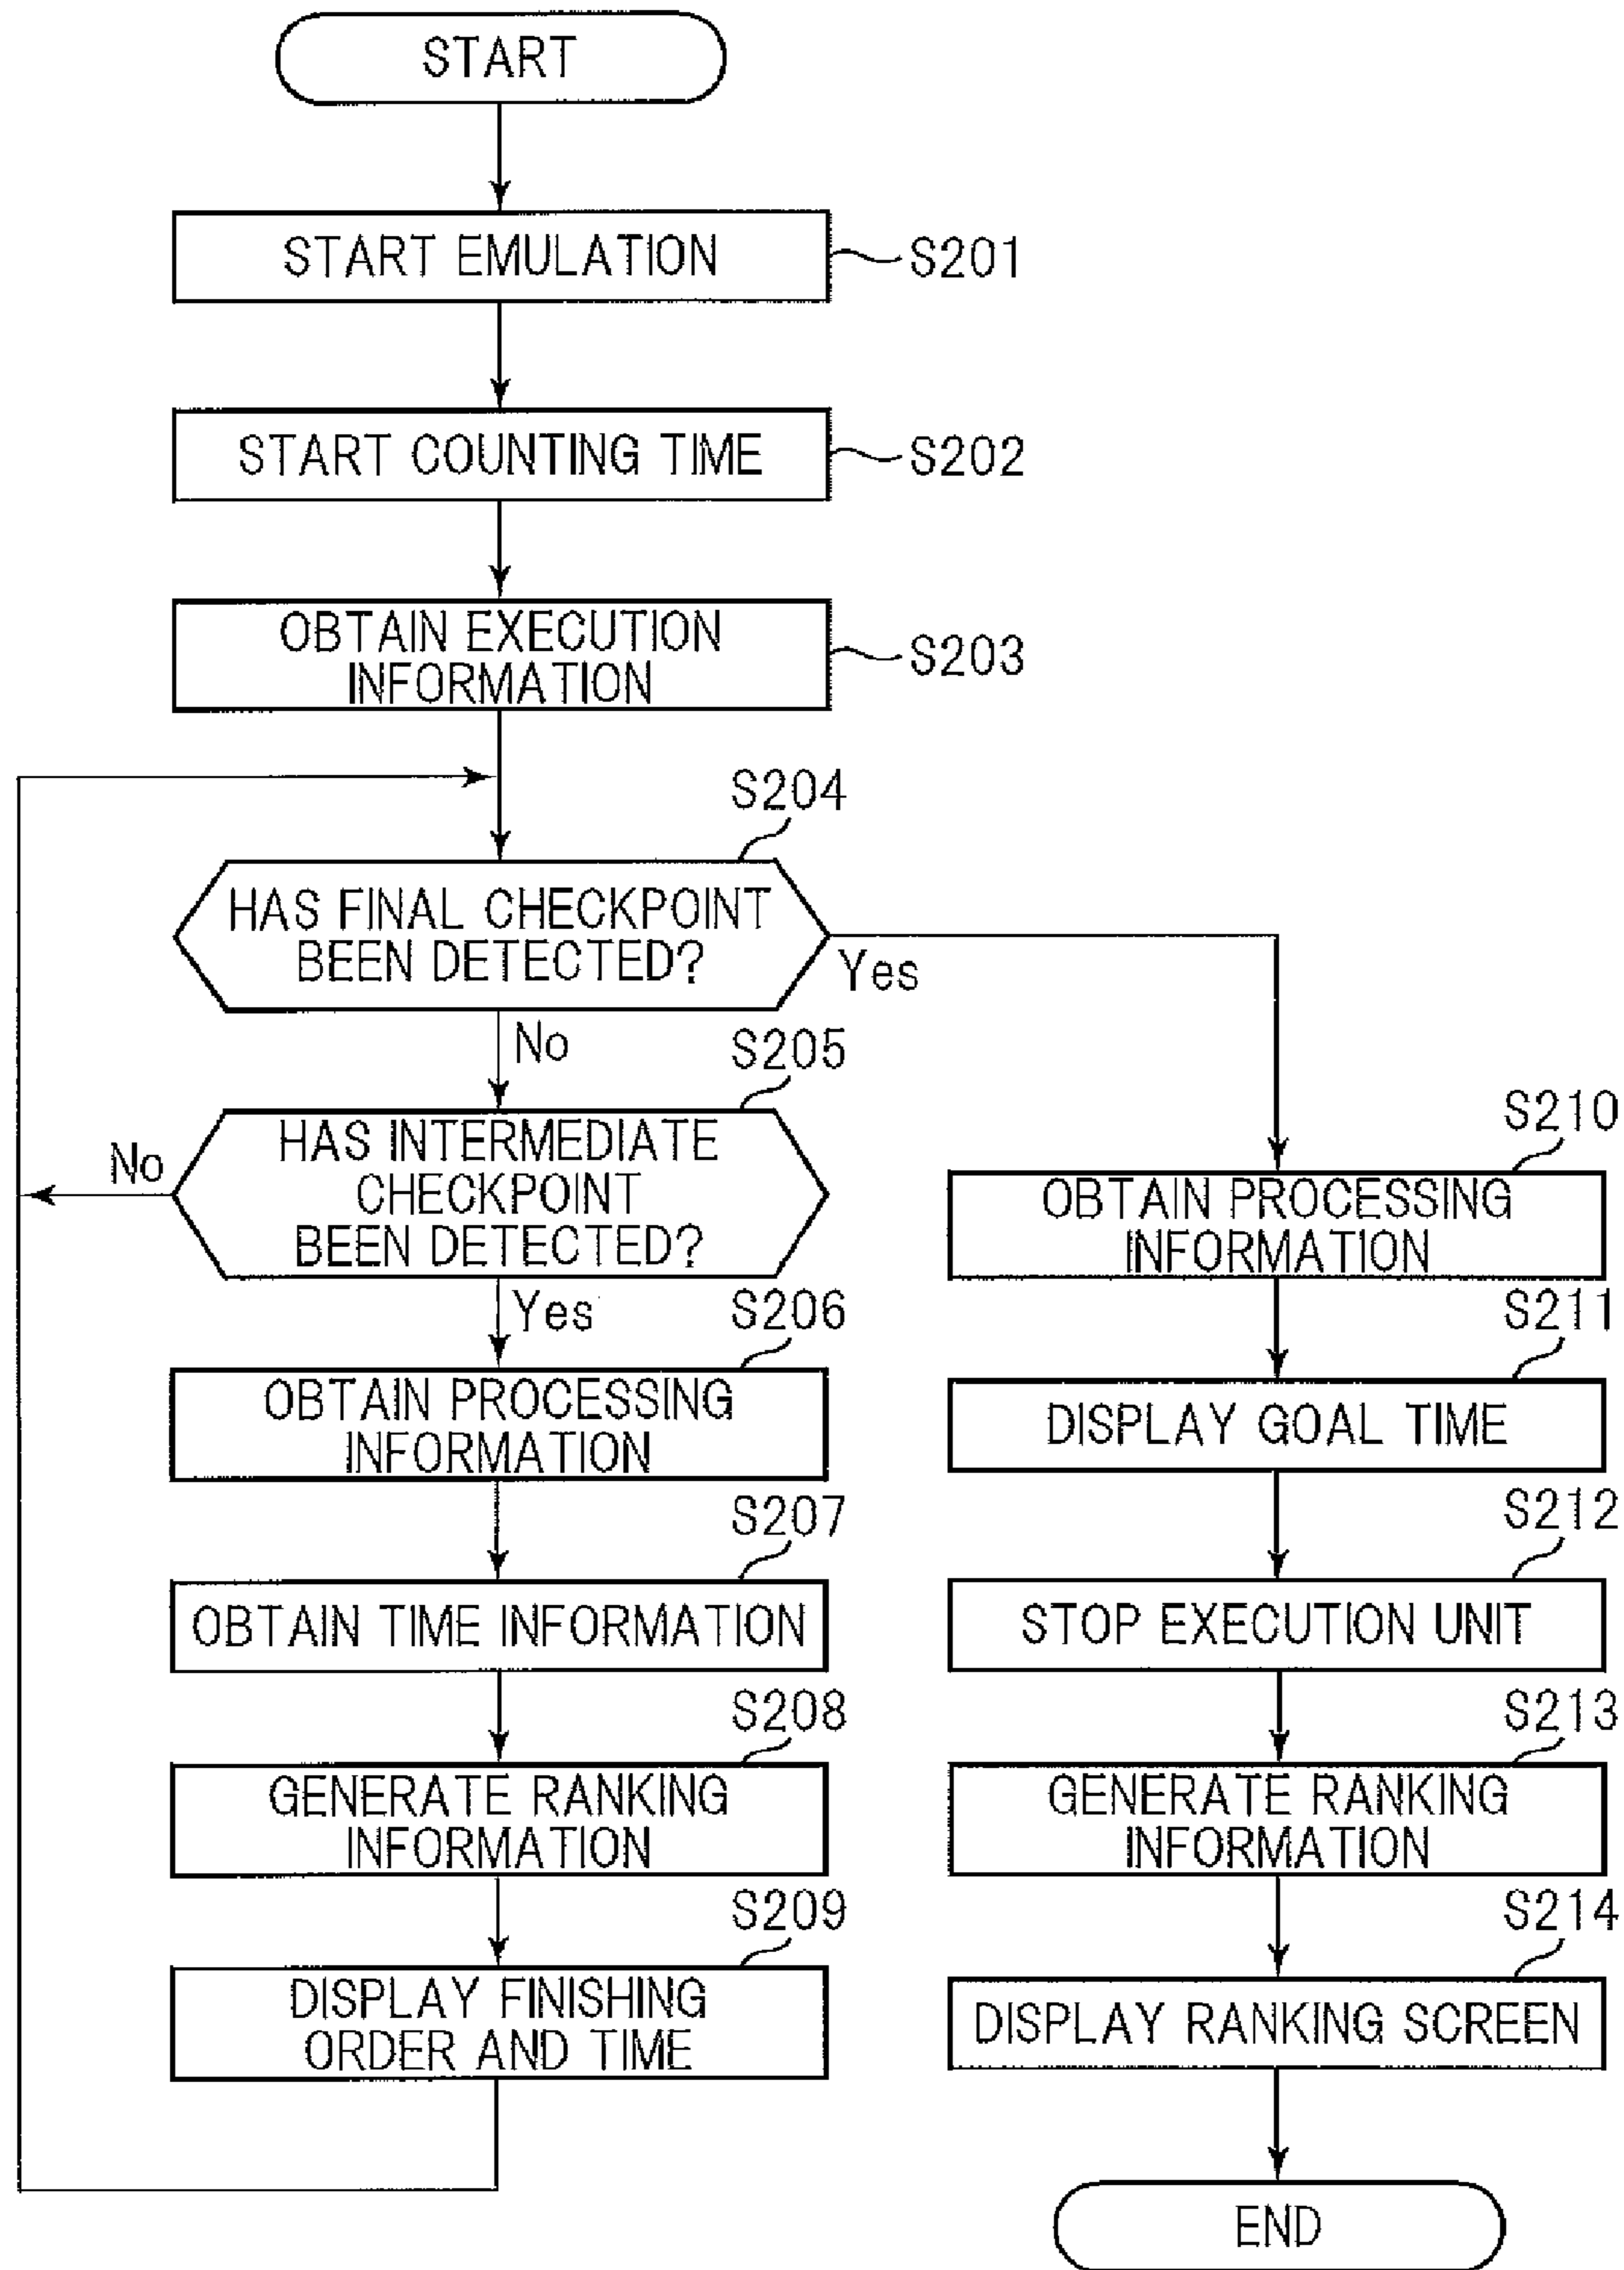 START
START EMULATION
S201
START COUNTING TIME
S202
OBTAIN EXECUTION
INFORMATION
S203
S204
HAS FINAL CHECKPOINT
BEEN DETECTED?
Yes
No
S205
HAS INTERMEDIATE
CHECKPOINT
BEEN DETECTED?
No
Yes
S206
OBTAIN PROCESSING
INFORMATION
S207
OBTAIN TIME INFORMATION
S208
GENERATE RANKING
INFORMATION
S209
DISPLAY FINISHING
ORDER AND TIME
S210
OBTAIN PROCESSING
INFORMATION
S211
DISPLAY GOAL TIME
S212
STOP EXECUTION UNIT
S213
GENERATE RANKING
INFORMATION
S214
DISPLAY RANKING SCREEN
END